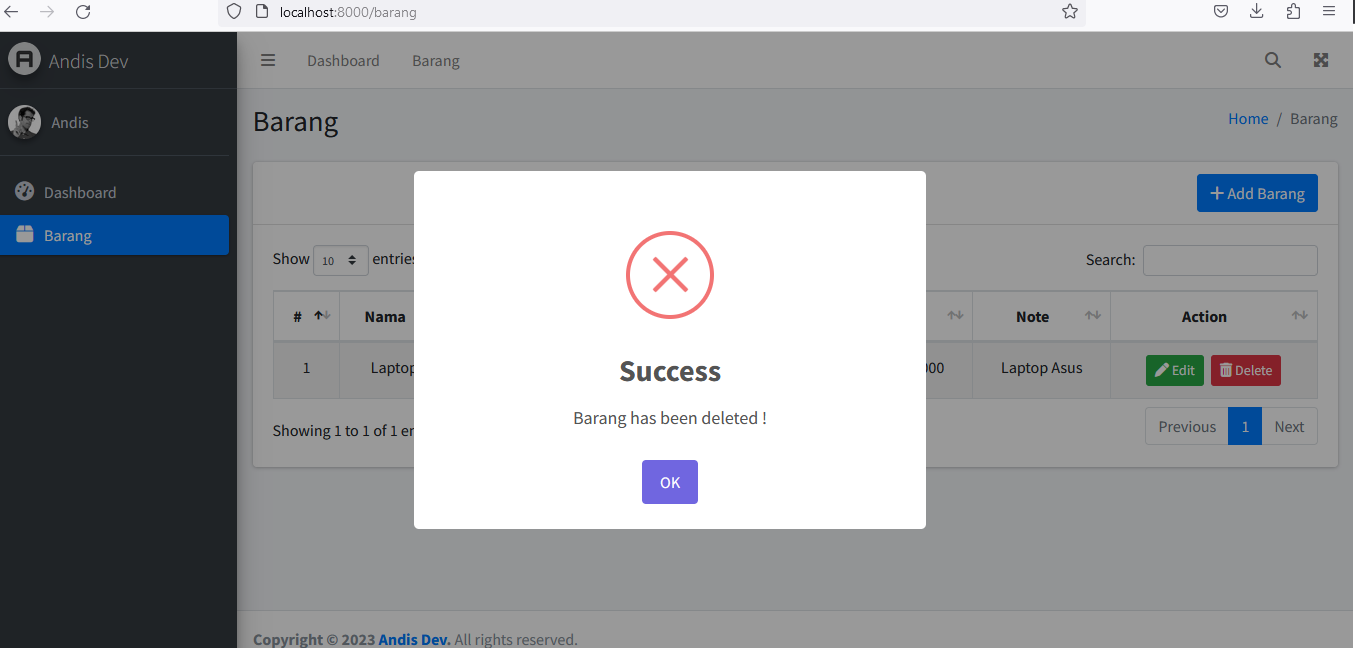 localhost:8000/barang
Andis Dev
Dashboard Barang
Andis
Barang
Home / Barang
Dashboard
Barang
Add Barang
Show 10 entries
Search:
# Nama Note Action
1 Laptop 000 Laptop Asus Edit Delete
Showing 1 to 1 of 1 en
Previous 1 Next
Success
Barang has been deleted !
OK
Copyright © 2023 Andis Dev. All rights reserved.